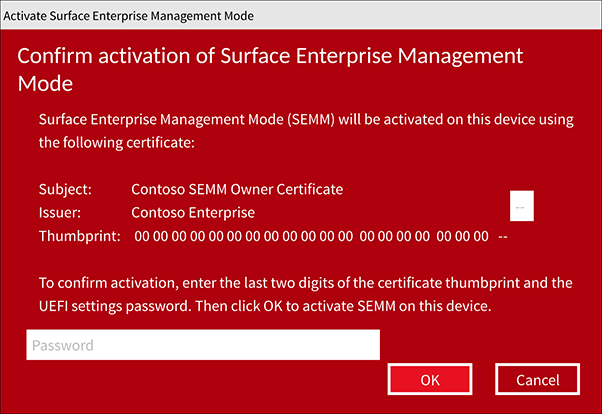 Activate Surface Enterprise Management Mode
Confirm activation of Surface Enterprise Management
Mode
Surface Enterprise Management Mode (SEMM) will be activated on this device using
the following certificate:
Subject: Contoso SEMM Owner Certificate
Issuer: Contoso Enterprise
--
Thumbprint: 00 00 00 00 00 00 00 00 00 00 00 00 00 00 00 00 00 00 00 --
To confirm activation, enter the last two digits of the certificate thumbprint and the
UEFI settings password. Then click OK to activate SEMM on this device.
Password
OK Cancel